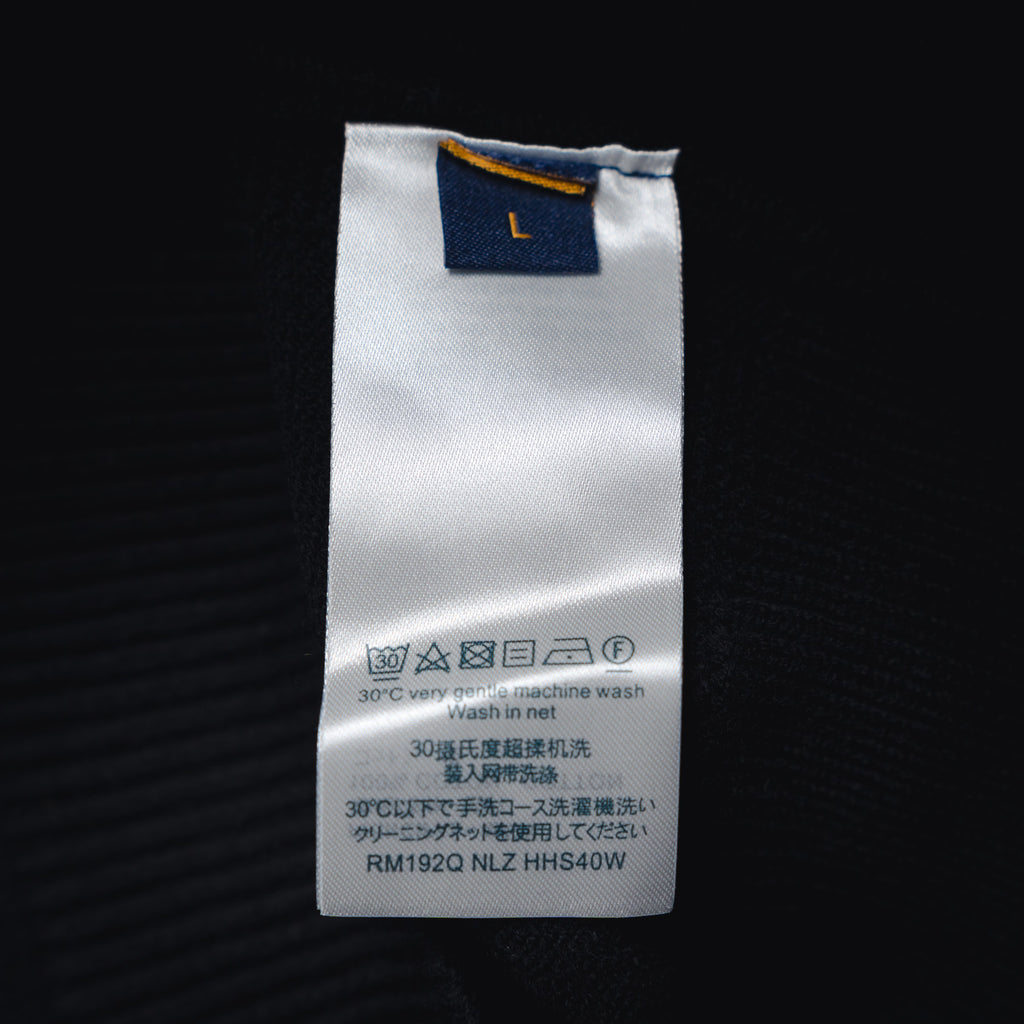 L
30
F
30°C very gentle machine wash
Wash in net
30摄氏度超揉机洗
装入网带洗涤
30℃以下で手洗コース洗濯機洗い
クリーニングネットを使用してください
RM192Q NLZ HHS40W